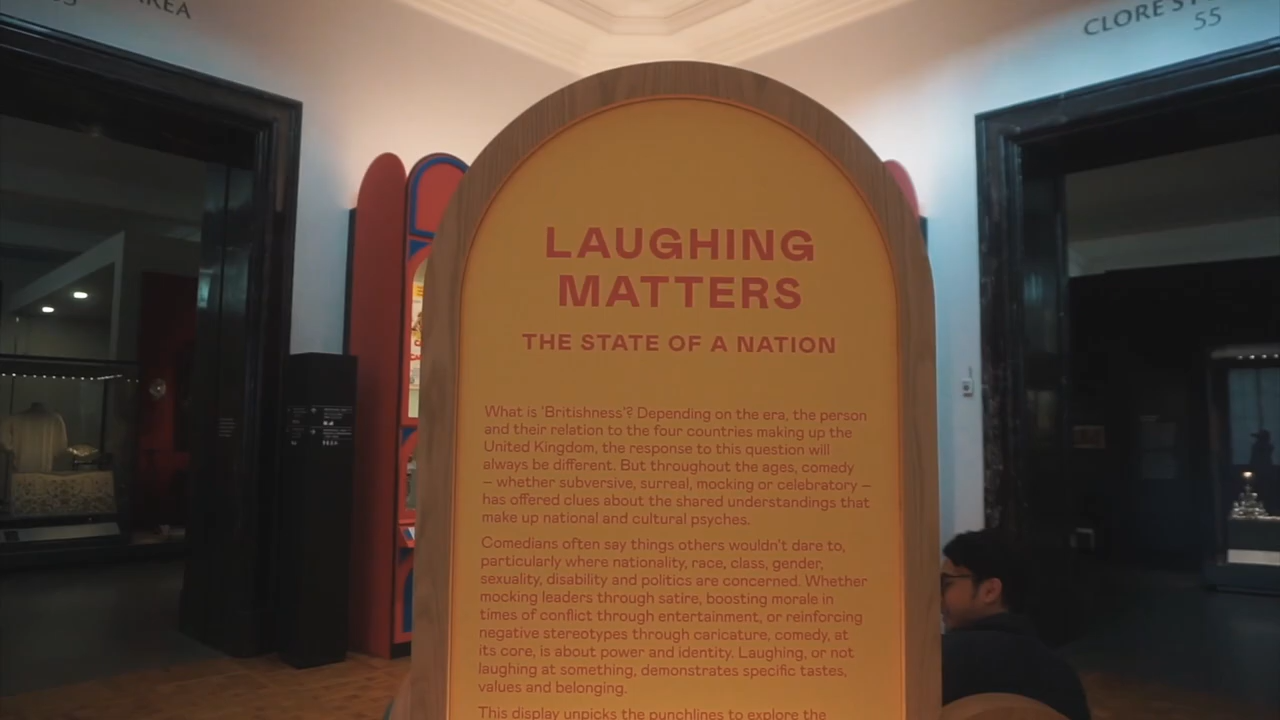 AREA
CLORE
55
LAUGHING
MATTERS
THE STATE OF A NATION
What is 'Britishness'? Depending on the era, the person
and their relation to the four countries making up the
United Kingdom, the response to this question will
always be different. But throughout the ages, comedy
– whether subversive, surreal, mocking or celebratory –
has offered clues about the shared understandings that
make up national and cultural psyches.
Comedians often say things others wouldn't dare to,
particularly where nationality, race, class, gender,
sexuality, disability and politics are concerned. Whether
mocking leaders through satire, boosting morale in
times of conflict through entertainment, or reinforcing
negative stereotypes through caricature, comedy, at
its core, is about power and identity. Laughing, or not
laughing at something, demonstrates specific tastes,
values and belonging.
This display unpicks the punchlines to explore the